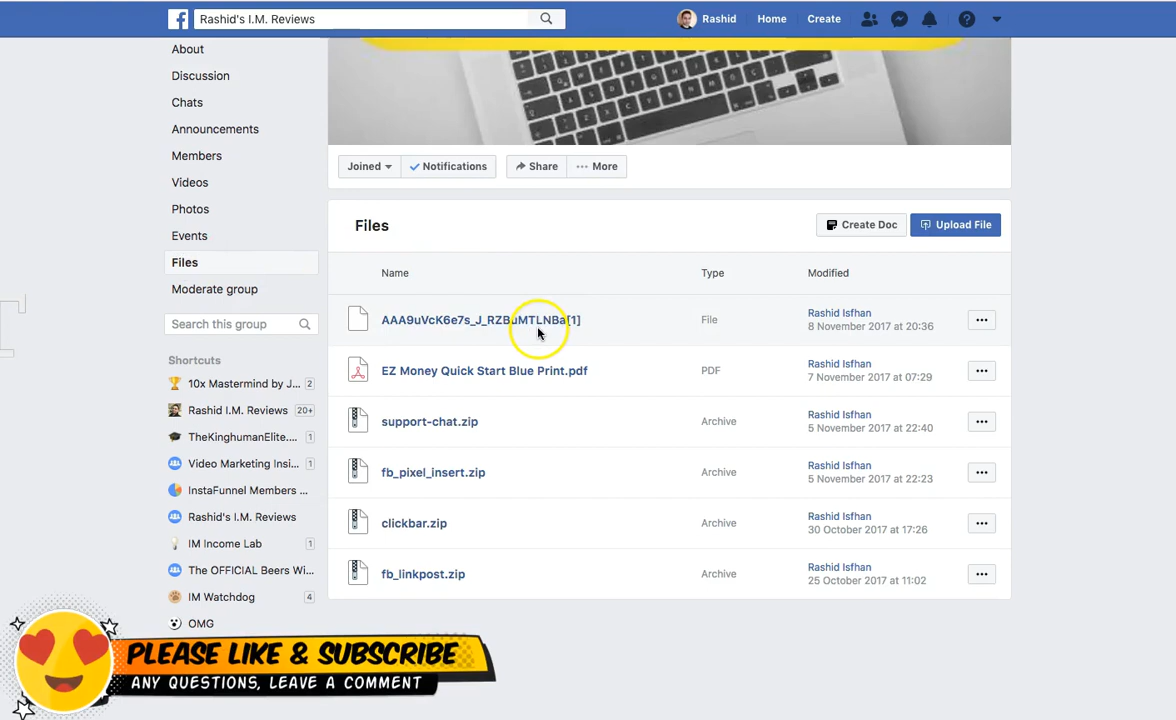 Rashid's I.M. Reviews
Rashid Home Create
About
Discussion
Chats
Announcements
Members
Videos
Photos
Events
Files
Moderate group
Search this group
Shortcuts
10x Mastermind by J... 2
Rashid I.M. Reviews 20+
TheKinghumanElite.... 1
Video Marketing Insi... 1
InstaFunnel Members ...
Rashid's I.M. Reviews
IM Income Lab 1
The OFFICIAL Beers Wi...
IM Watchdog 4
OMG
Joined Notifications Share More
Files Create Doc Upload File
Name Type Modified
AAA9uVcK6e7s_J_RZBuMTLNBa[1] File Rashid Isfhan
8 November 2017 at 20:36
EZ Money Quick Start Blue Print.pdf PDF Rashid Isfhan
7 November 2017 at 07:29
support-chat.zip Archive Rashid Isfhan
5 November 2017 at 22:40
fb_pixel_insert.zip Archive Rashid Isfhan
5 November 2017 at 22:23
clickbar.zip Archive Rashid Isfhan
30 October 2017 at 17:26
fb_linkpost.zip Archive Rashid Isfhan
25 October 2017 at 11:02
PLEASE LIKE & SUBSCRIBE
ANY QUESTIONS, LEAVE A COMMENT